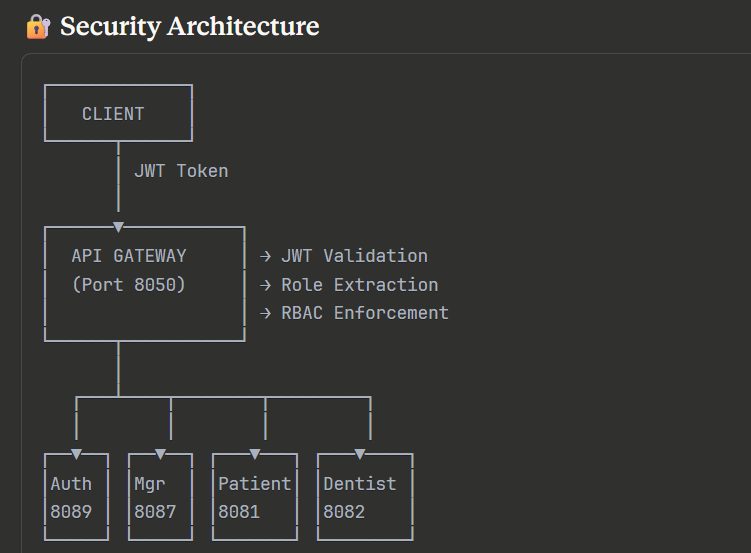 🔐 Security Architecture
CLIENT
JWT Token
API GATEWAY → JWT Validation
(Port 8050) → Role Extraction
→ RBAC Enforcement
Auth Mgr Patient Dentist
8089 8087 8081 8082